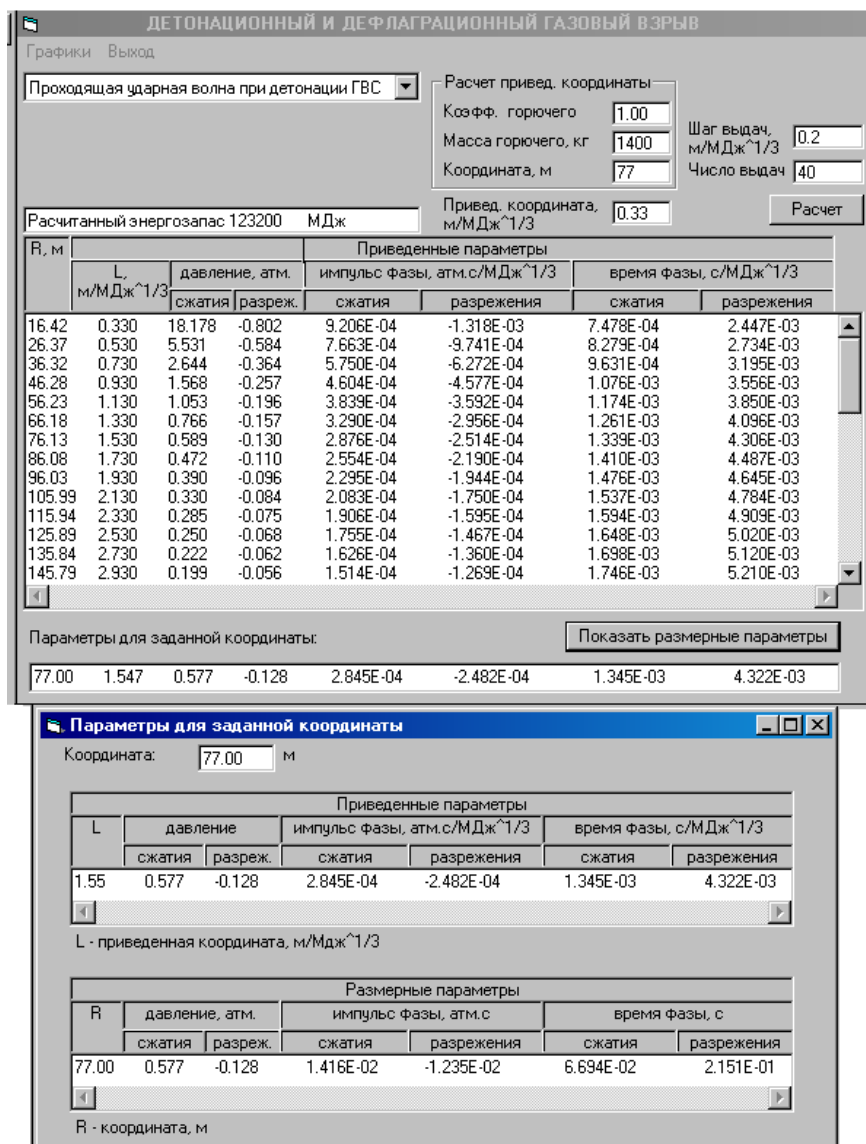 ДЕТОНАЦИОННЫЙ И ДЕФЛАГРАЦИОННЫЙ ГАЗОВЫЙ ВЗРЫВ
Графики Выход
Проходящая ударная волна при детонации ГВС
Расчет привед. координаты
Коэфф. горючего 1.00
Масса горючего, кг 1400
Координата, м 77
Шаг выдач, м/МДж^1/3 0.2
Число выдач 40
Привед. координата, м/МДж^1/3 0.33
Расчет
Расчитанный энергозапас 123200 МДж
R, м Приведенные параметры
L, м/МДж^1/3 давление, атм. импульс фазы, атм.с/МДж^1/3 время фазы, с/МДж^1/3
сжатия разреж. сжатия разрежения сжатия разрежения
16.42 0.330 18.178 -0.802 9.206E-04 -1.318E-03 7.478E-04 2.447E-03
26.37 0.530 5.531 -0.584 7.663E-04 -9.741E-04 8.279E-04 2.734E-03
36.32 0.730 2.644 -0.364 5.750E-04 -6.272E-04 9.631E-04 3.195E-03
46.28 0.930 1.568 -0.257 4.604E-04 -4.577E-04 1.076E-03 3.556E-03
56.23 1.130 1.053 -0.196 3.839E-04 -3.592E-04 1.174E-03 3.850E-03
66.18 1.330 0.766 -0.157 3.290E-04 -2.956E-04 1.261E-03 4.096E-03
76.13 1.530 0.589 -0.130 2.876E-04 -2.514E-04 1.339E-03 4.306E-03
86.08 1.730 0.472 -0.110 2.554E-04 -2.190E-04 1.410E-03 4.487E-03
96.03 1.930 0.390 -0.096 2.295E-04 -1.944E-04 1.476E-03 4.645E-03
105.99 2.130 0.330 -0.084 2.083E-04 -1.750E-04 1.537E-03 4.784E-03
115.94 2.330 0.285 -0.075 1.906E-04 -1.595E-04 1.594E-03 4.909E-03
125.89 2.530 0.250 -0.068 1.755E-04 -1.467E-04 1.648E-03 5.020E-03
135.84 2.730 0.222 -0.062 1.626E-04 -1.360E-04 1.698E-03 5.120E-03
145.79 2.930 0.199 -0.056 1.514E-04 -1.269E-04 1.746E-03 5.210E-03
Параметры для заданной координаты: Показать размерные параметры
77.00 1.547 0.577 -0.128 2.845E-04 -2.482E-04 1.345E-03 4.322E-03
Параметры для заданной координаты
Координата: 77.00 м
Приведенные параметры
L давление импульс фазы, атм.с/МДж^1/3 время фазы, с/МДж^1/3
сжатия разреж. сжатия разрежения сжатия разрежения
1.55 0.577 -0.128 2.845E-04 -2.482E-04 1.345E-03 4.322E-03
L - приведенная координата, м/Мдж^1/3
Размерные параметры
R давление, атм. импульс фазы, атм.с время фазы, с
сжатия разреж. сжатия разрежения сжатия разрежения
77.00 0.577 -0.128 1.416E-02 -1.235E-02 6.694E-02 2.151E-01
R - координата, м